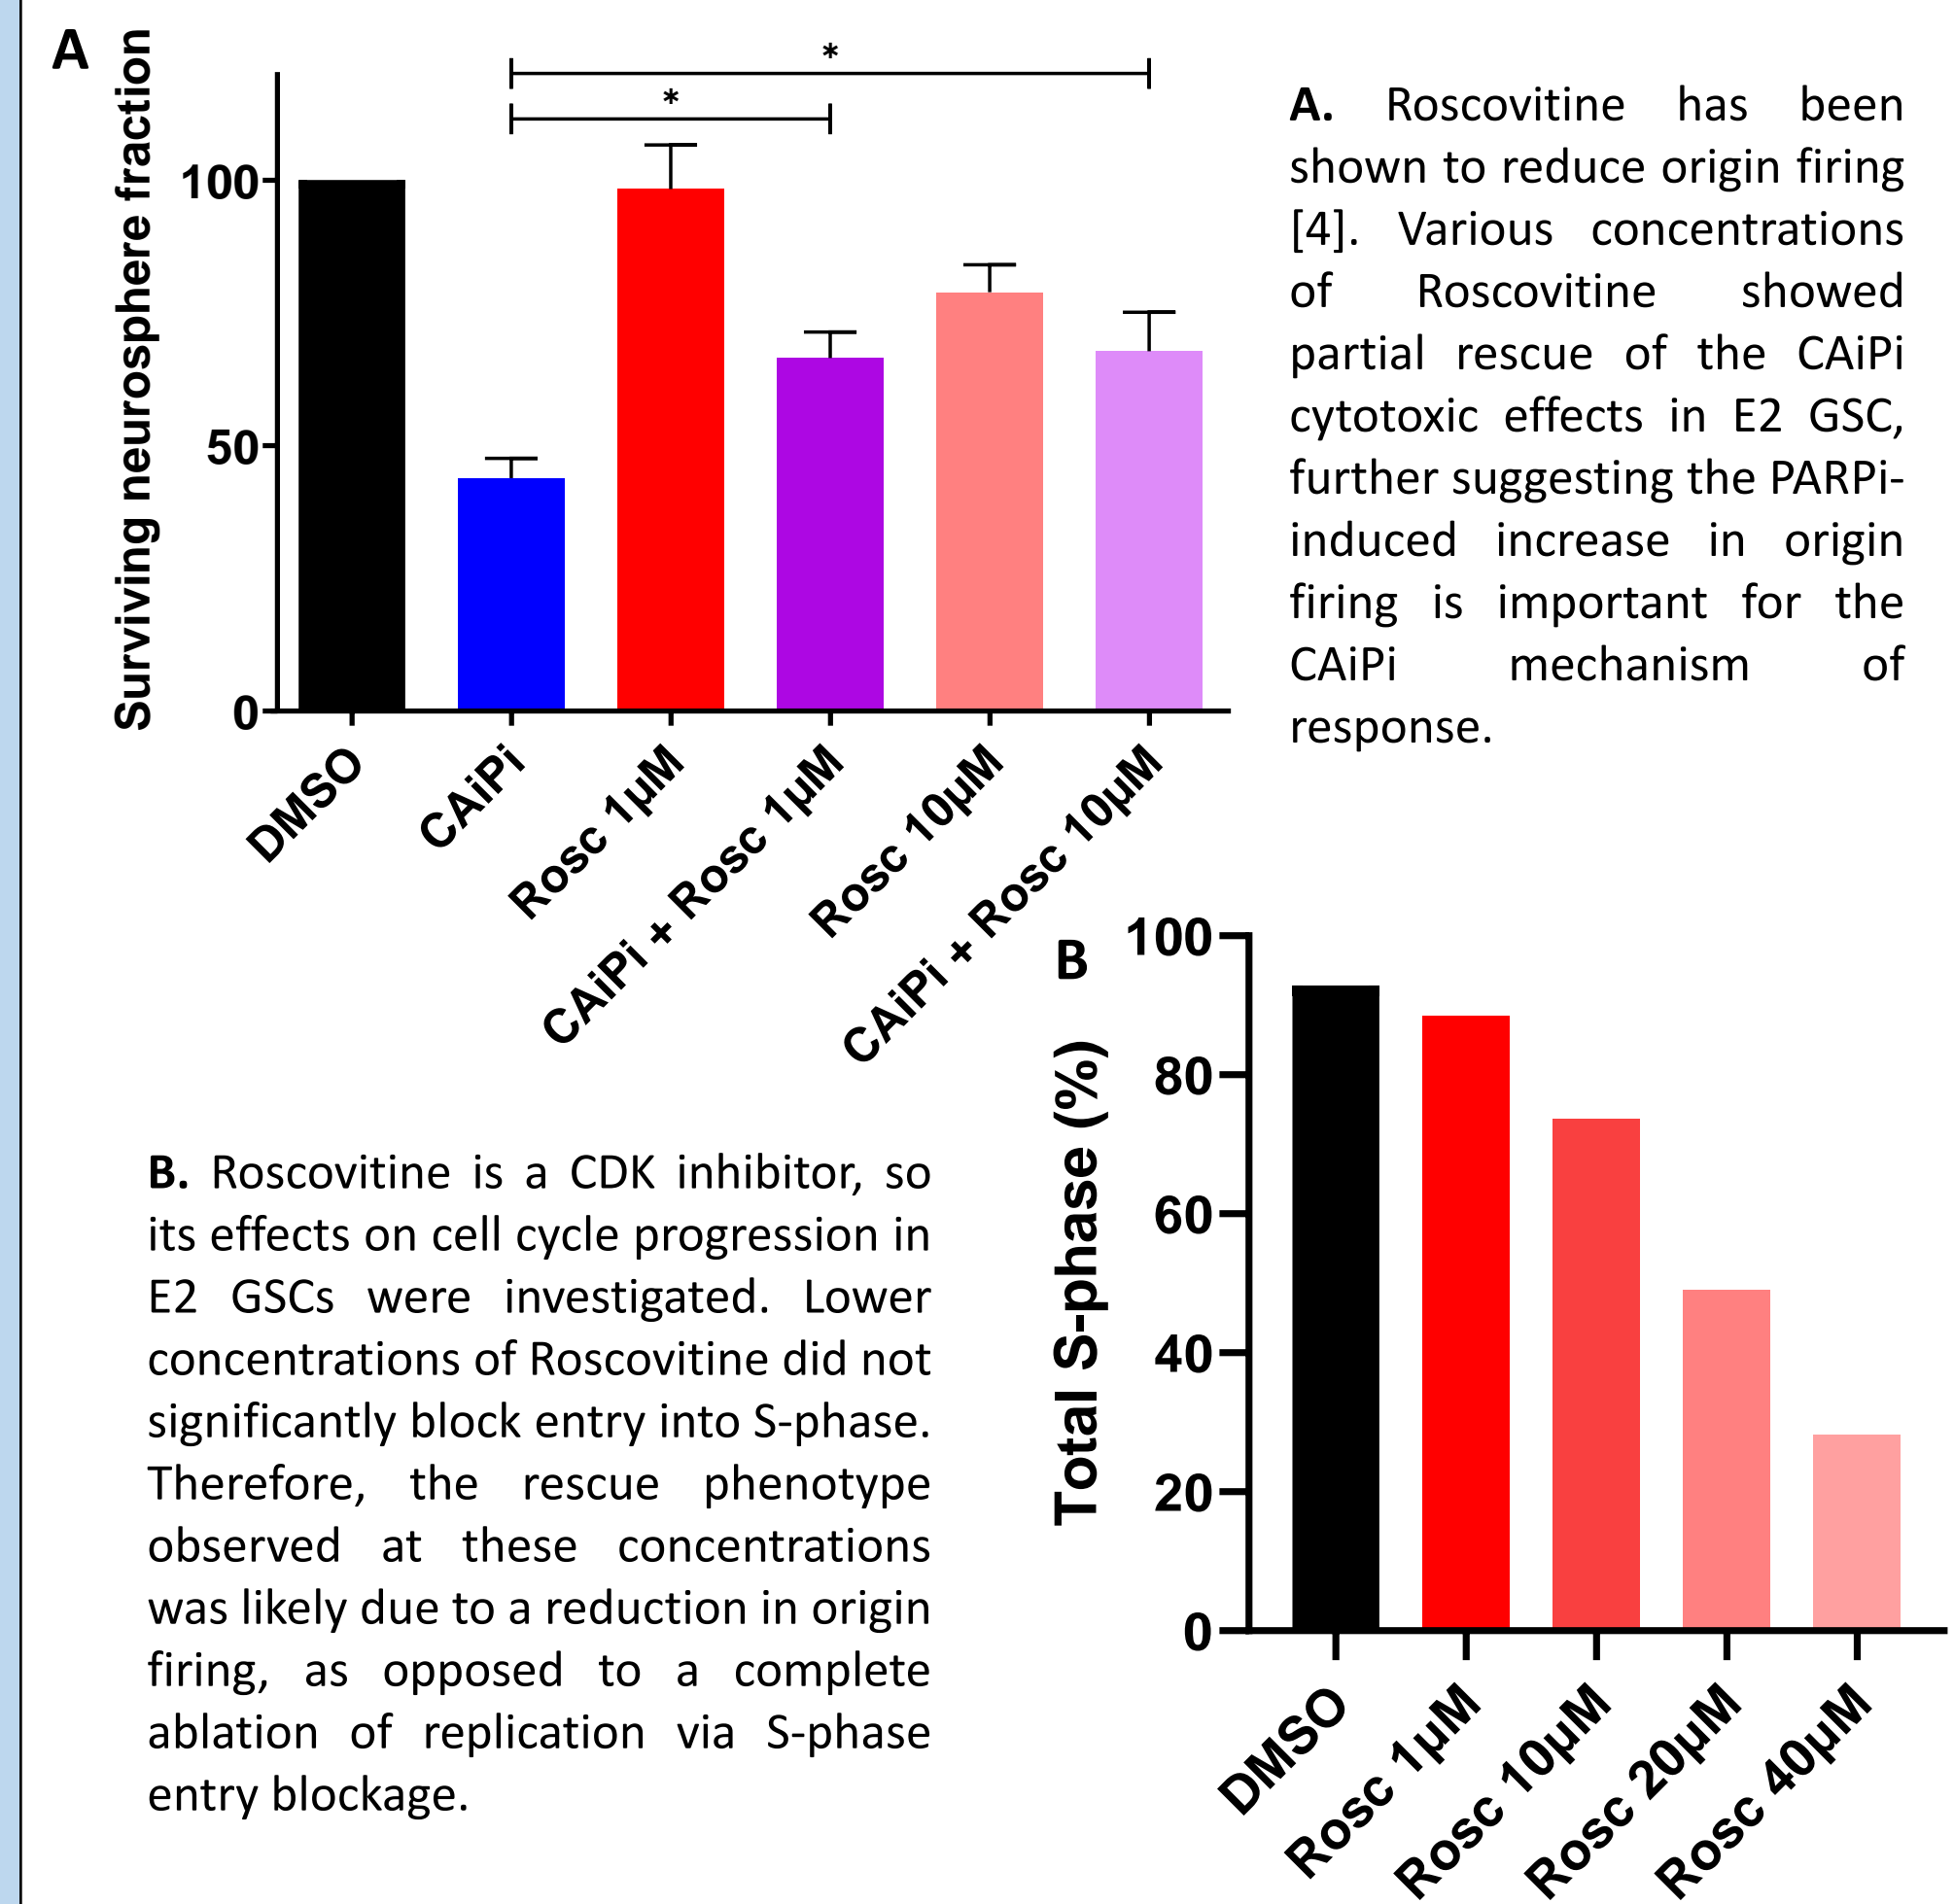 A
Surviving neurosphere fraction
*
*
100
50
0
DMSO
CAiPi
Rosc 1µM
CAiPi + Rosc 1µM
Rosc 10µM
CAiPi + Rosc 10µM
A. Roscovitine has been
shown to reduce origin firing
[4]. Various concentrations
of Roscovitine showed
partial rescue of the CAiPi
cytotoxic effects in E2 GSC,
further suggesting the PARPi-
induced increase in origin
firing is important for the
CAiPi mechanism of
response.
B. Roscovitine is a CDK inhibitor, so
its effects on cell cycle progression in
E2 GSCs were investigated. Lower
concentrations of Roscovitine did not
significantly block entry into S-phase.
Therefore, the rescue phenotype
observed at these concentrations
was likely due to a reduction in origin
firing, as opposed to a complete
ablation of replication via S-phase
entry blockage.
B
Total S-phase (%)
100
80
60
40
20
0
DMSO
Rosc 1µM
Rosc 10µM
Rosc 20µM
Rosc 40µM